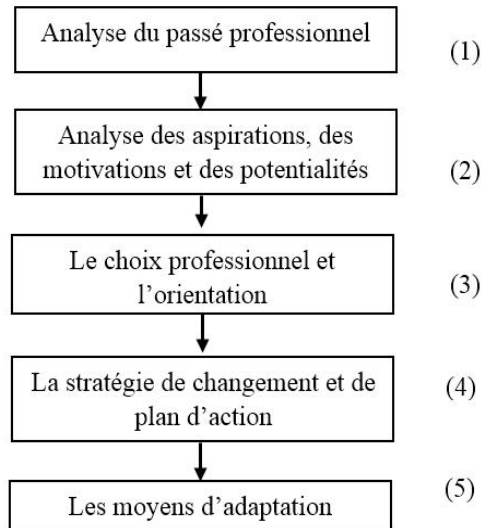 Analyse du passé professionnel
(1)
Analyse des aspirations, des
motivations et des potentialités
(2)
Le choix professionnel et
l’orientation
(3)
La stratégie de changement et de
plan d’action
(4)
Les moyens d’adaptation
(5)